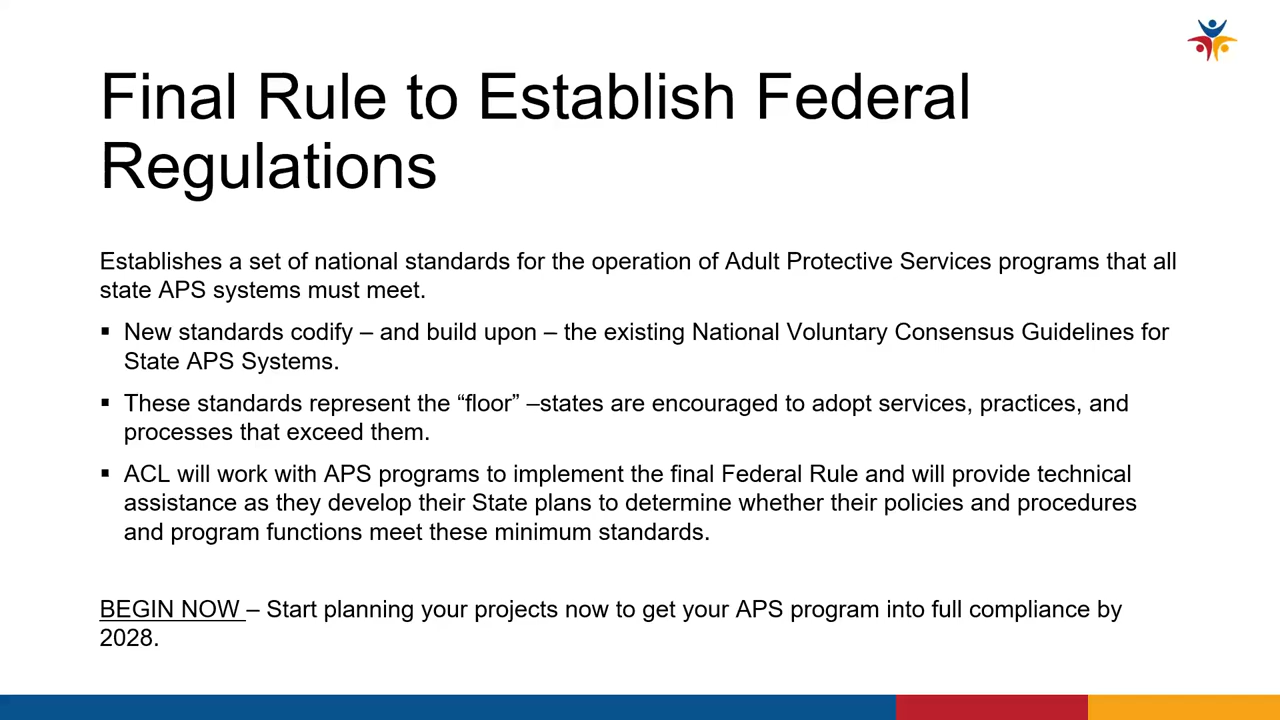 Final Rule to Establish Federal
Regulations
Establishes a set of national standards for the operation of Adult Protective Services programs that all
state APS systems must meet.
▪ New standards codify – and build upon – the existing National Voluntary Consensus Guidelines for
State APS Systems.
▪ These standards represent the “floor” –states are encouraged to adopt services, practices, and
processes that exceed them.
▪ ACL will work with APS programs to implement the final Federal Rule and will provide technical
assistance as they develop their State plans to determine whether their policies and procedures
and program functions meet these minimum standards.
BEGIN NOW – Start planning your projects now to get your APS program into full compliance by
2028.